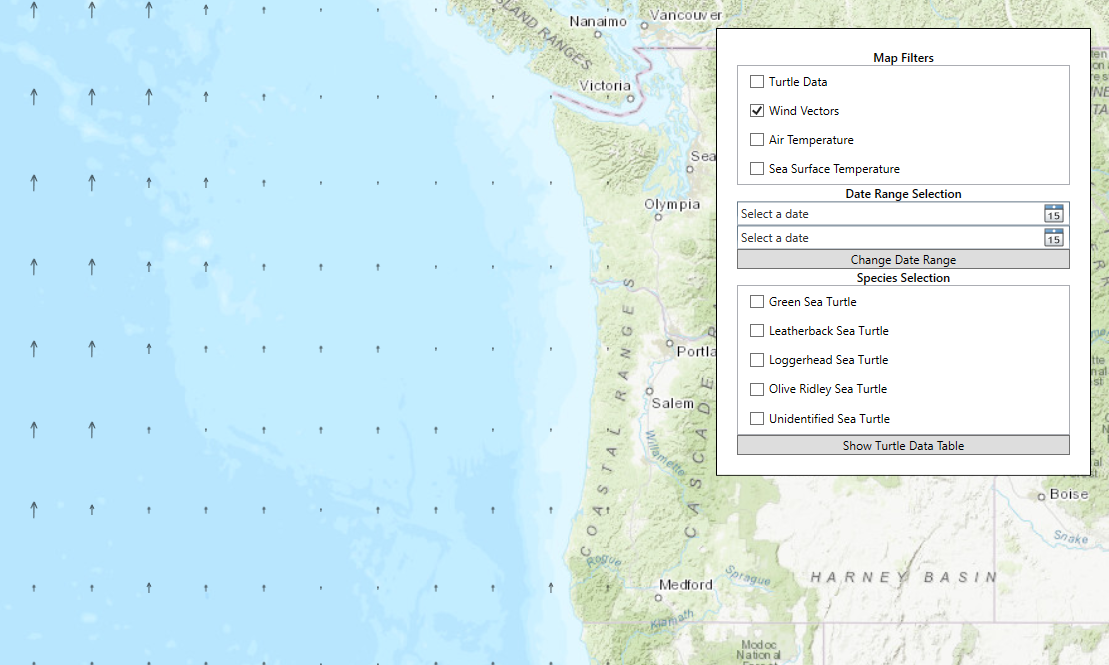 Nanaimo
Vancouver
ISLAND RANGES
Victoria
Sea
Olympia
COASTAL RANGES
CASCADE R
Portla
Salem
Willamette
Rogue
Medford
Sprague
Klamath
Modoc
National
Forest
HARNEY BASIN
Boise
Snake
Map Filters
Turtle Data
Wind Vectors
Air Temperature
Sea Surface Temperature
Date Range Selection
Select a date
15
Select a date
15
Change Date Range
Species Selection
Green Sea Turtle
Leatherback Sea Turtle
Loggerhead Sea Turtle
Olive Ridley Sea Turtle
Unidentified Sea Turtle
Show Turtle Data Table